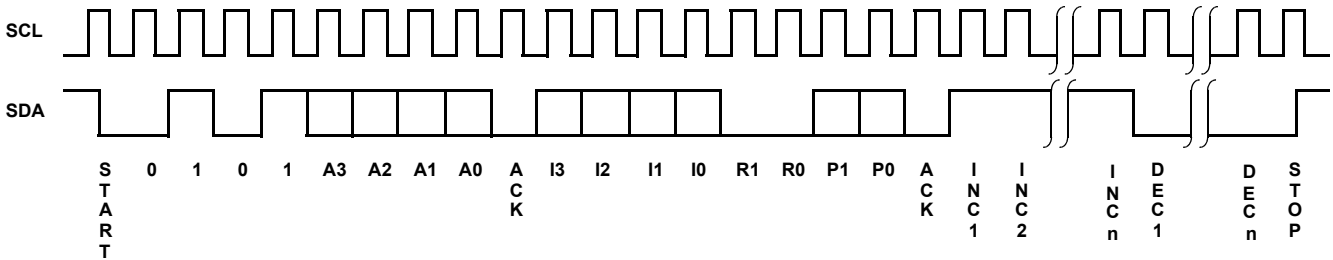 SCL
SDA
START 0 1 0 1 A3 A2 A1 A0 ACK I3 I2 I1 I0 R1 R0 P1 P0 ACK INC1 INC2 INCn DEC1 DECn STOP